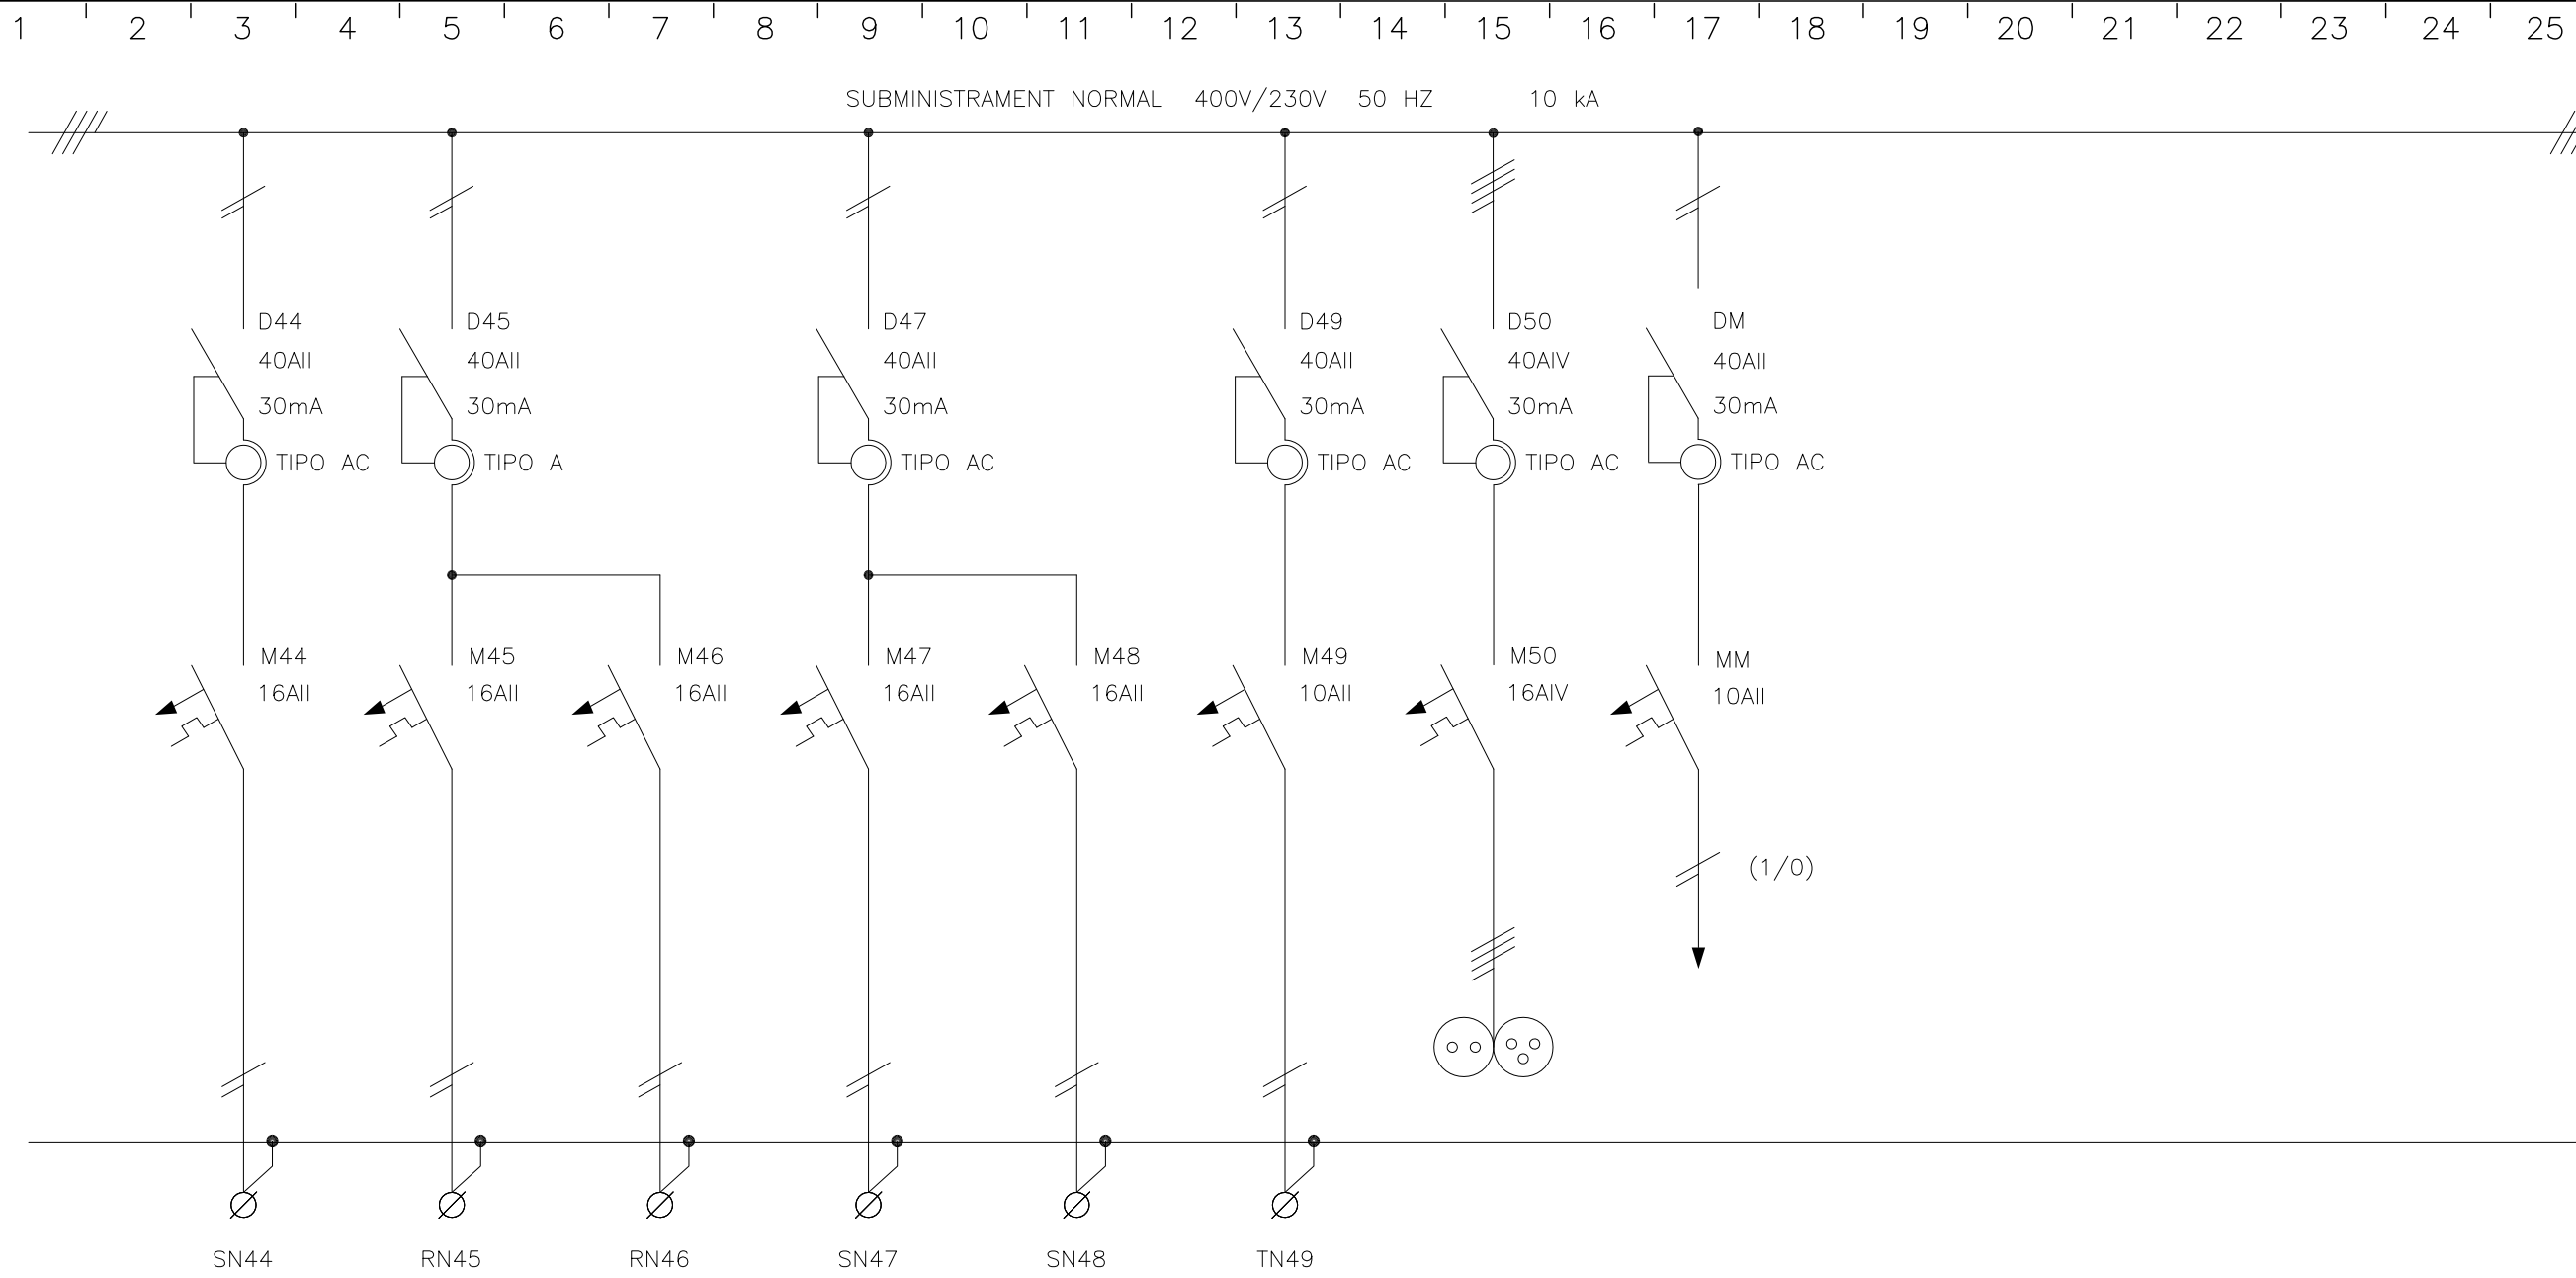 1 2 3 4 5 6 7 8 9 10 11 12 13 14 15 16 17 18 19 20 21 22 23 24 25
SUBMINISTRAMENT NORMAL 400V/230V 50 HZ 10 kA
D44 D45 D47 D49 D50 DM
40AII 40AII 40AII 40AII 40AIV 40AII
30mA 30mA 30mA 30mA 30mA 30mA
TIPO AC TIPO A TIPO AC TIPO AC TIPO AC TIPO AC
M44 M45 M46 M47 M48 M49 M50 MM
16AII 16AII 16AII 16AII 16AII 10AII 16AIV 10AII
(1/0)
SN44 RN45 RN46 SN47 SN48 TN49